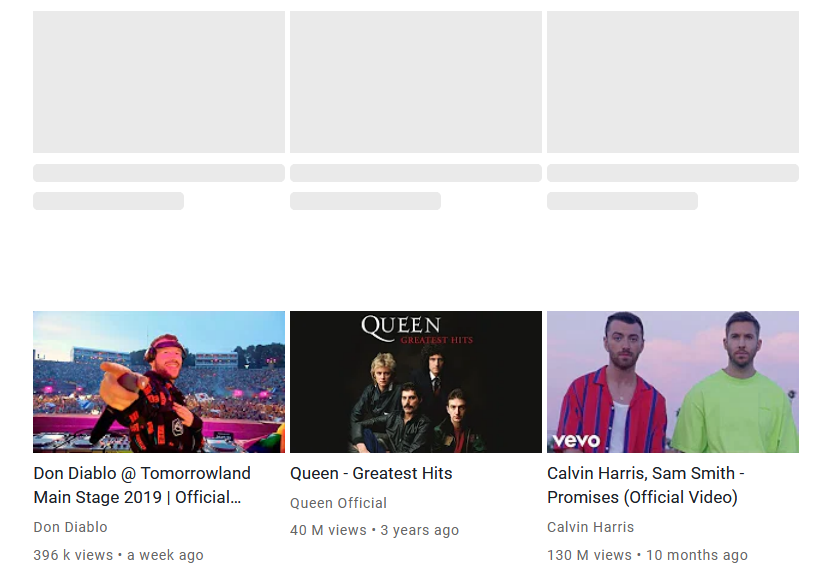 QUEEN
GREATEST HITS
vevo
Don Diablo @ Tomorrowland
Main Stage 2019 | Official...
Don Diablo
396 k views • a week ago
Queen - Greatest Hits
Queen Official
40 M views • 3 years ago
Calvin Harris, Sam Smith -
Promises (Official Video)
Calvin Harris
130 M views • 10 months ago